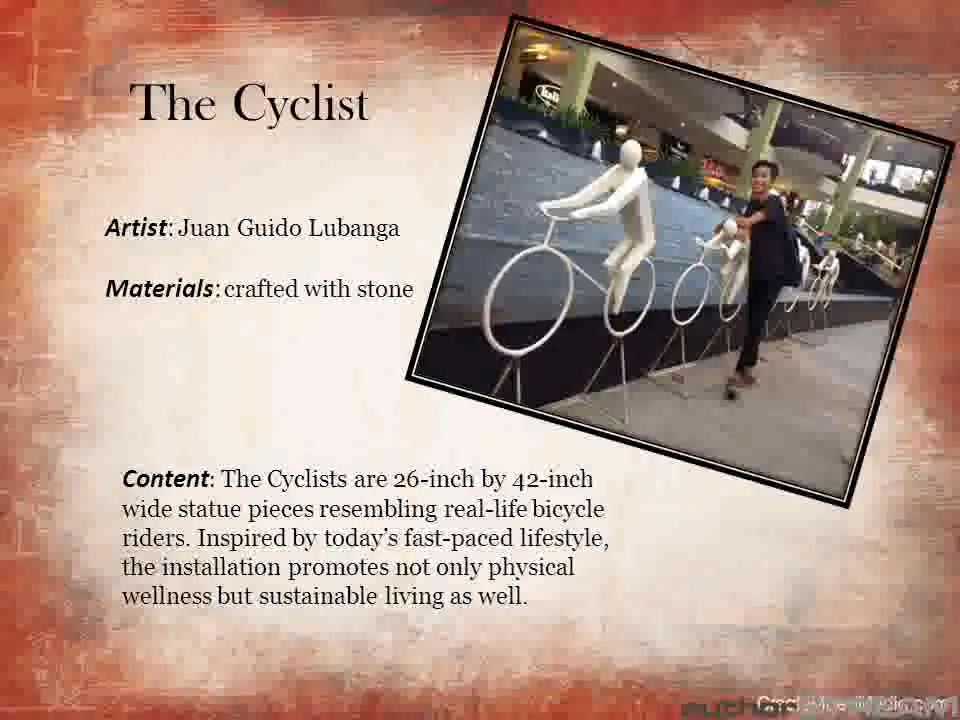 The Cyclist
Artist: Juan Guido Lubanga
Materials: crafted with stone
Content: The Cyclists are 26-inch by 42-inch
wide statue pieces resembling real-life bicycle
riders. Inspired by today's fast-paced lifestyle,
the installation promotes not only physical
wellness but sustainable living as well.